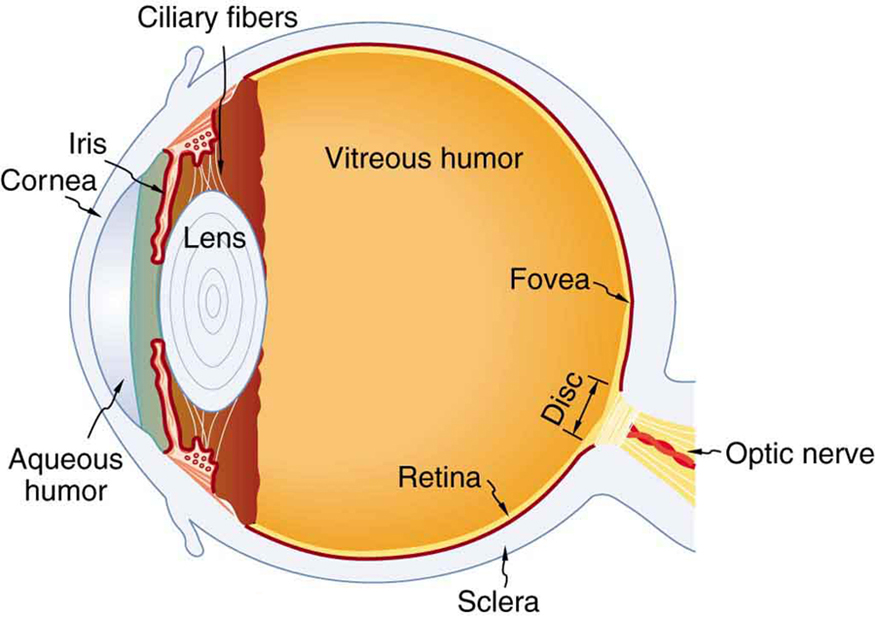 Ciliary fibers
Iris
Cornea
Vitreous humor
Lens
Fovea
Disc
Aqueous
humor
Retina
Optic nerve
Sclera